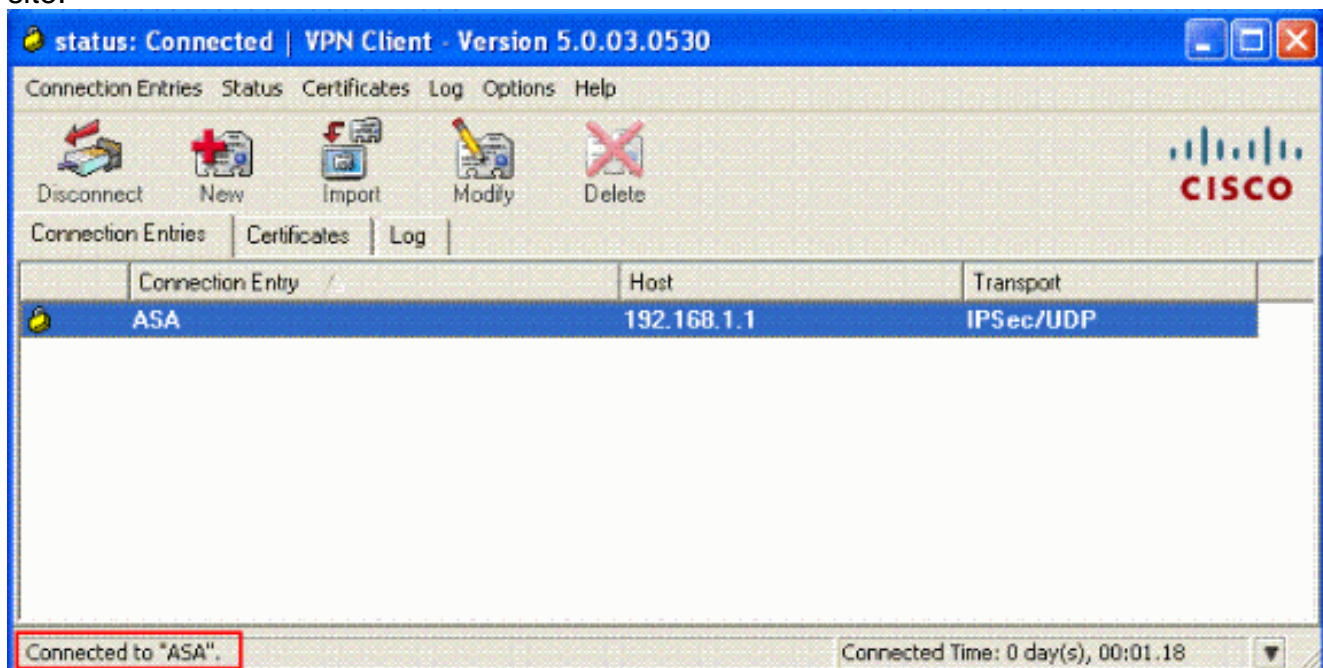 site.
status: Connected | VPN Client - Version 5.0.03.0530
Connection Entries Status Certificates Log Options Help
Disconnect New Import Modify Delete
CISCO
Connection Entries Certificates Log
Connection Entry Host Transport
ASA 192.168.1.1 IPSec/UDP
Connected to "ASA". Connected Time: 0 day(s), 00:01.18